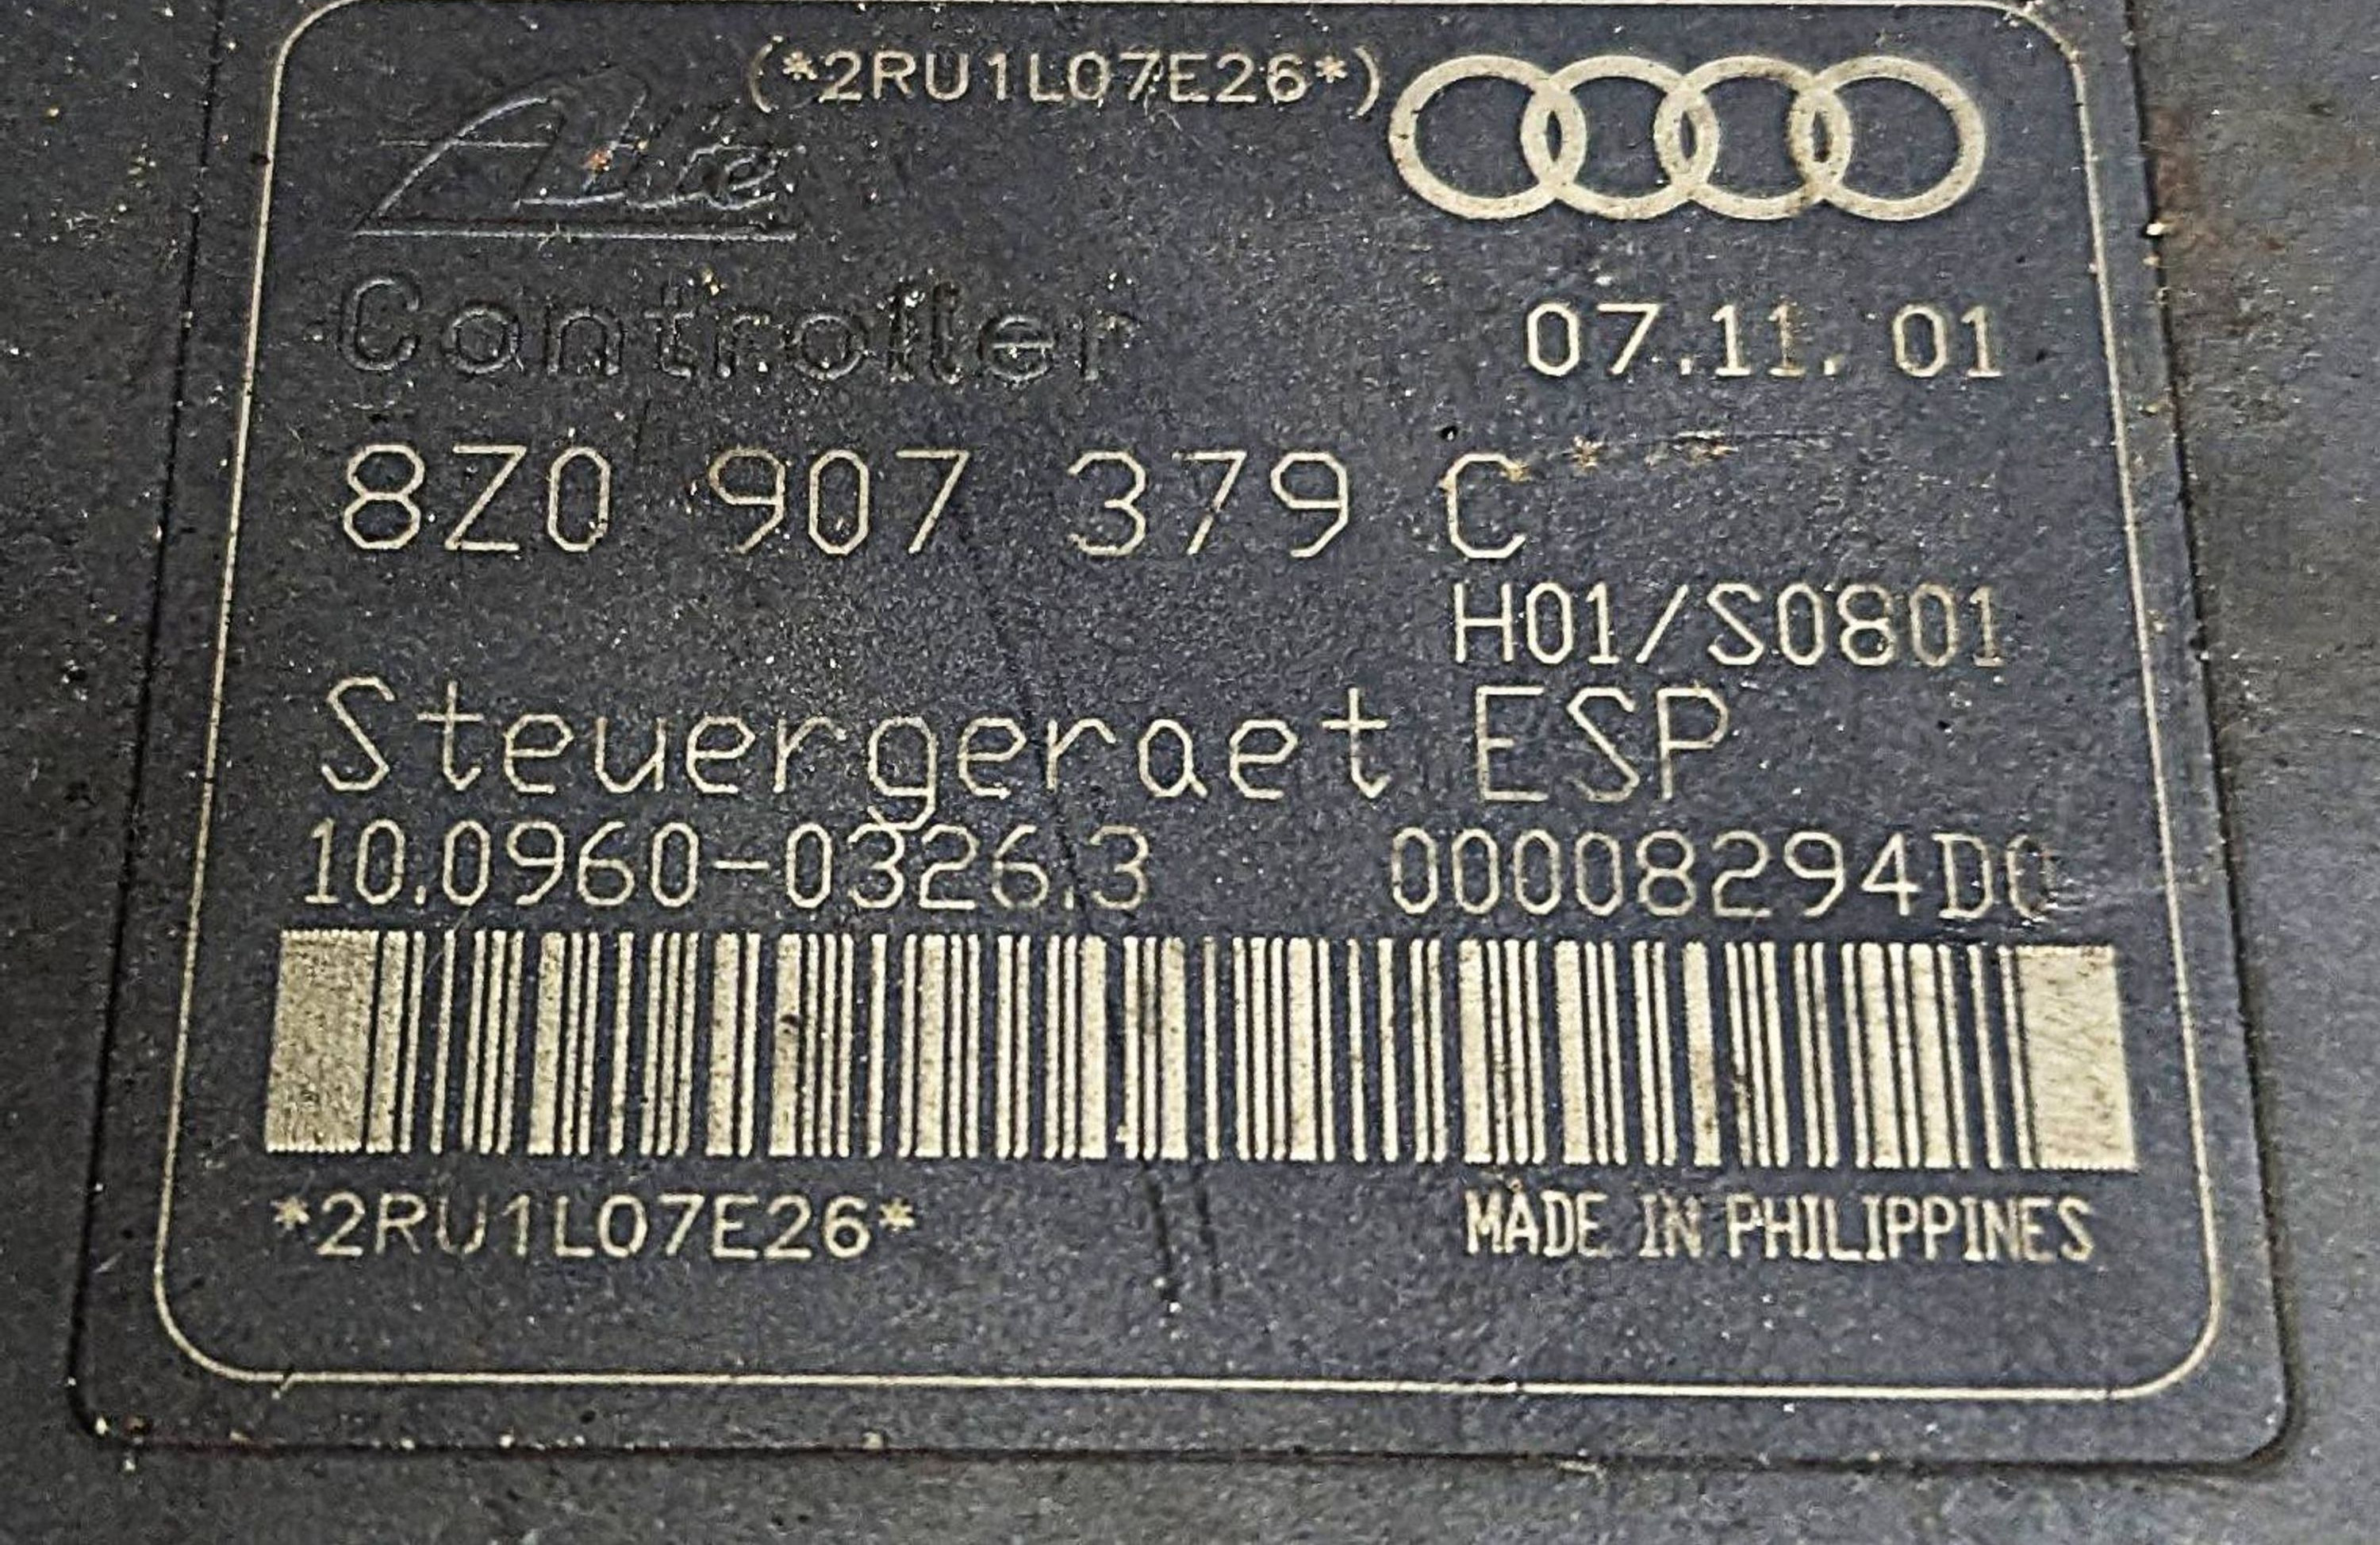 (*2RU1L07E26*)
Ate
Controller
07.11. 01
8Z0 907 379 C
H01/S0801
Steuergeraet ESP
10.0960-0326.3 00008294D0
*2RU1L07E26*
MADE IN PHILIPPINES